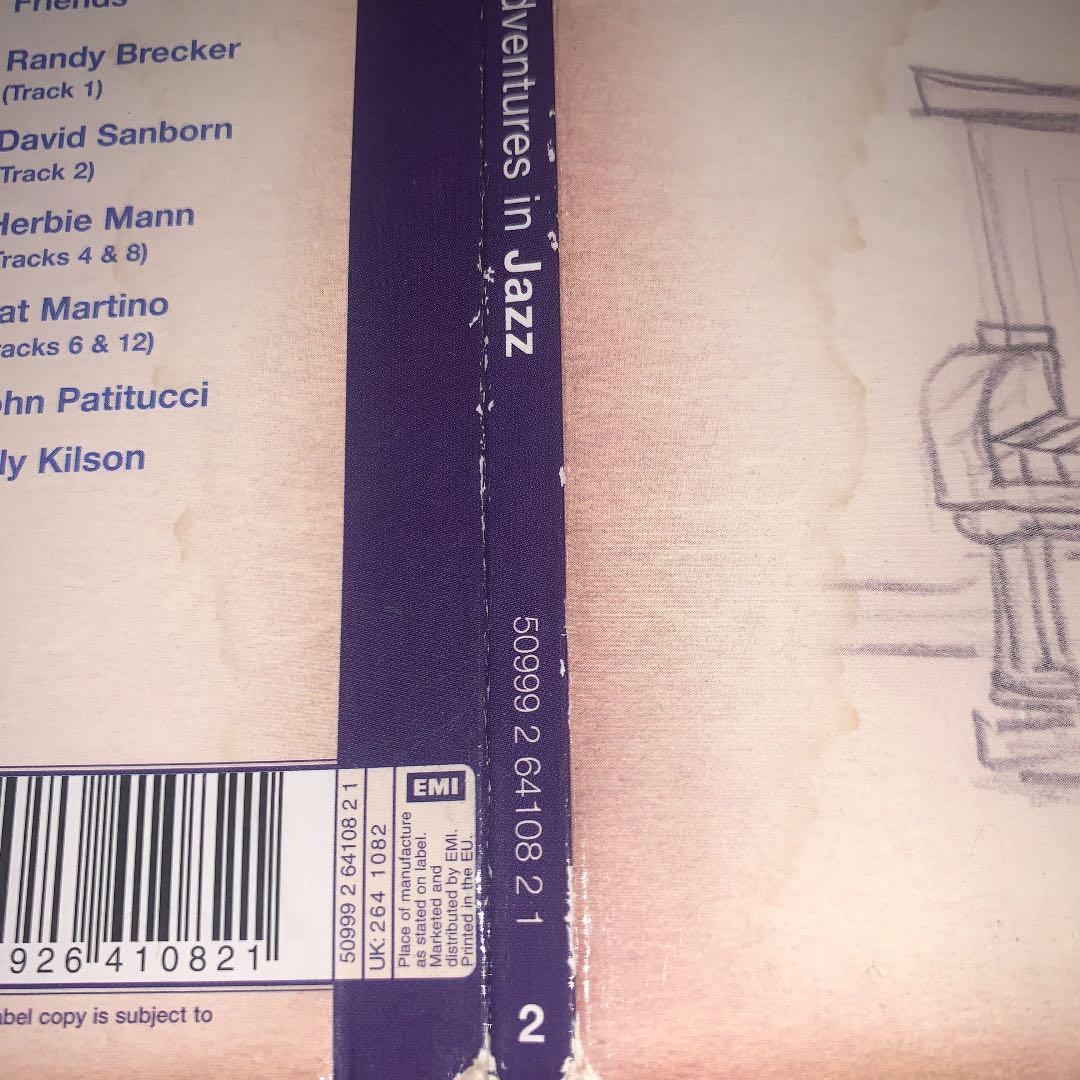 Friends
Randy Brecker
(Track 1)
David Sanborn
Track 2)
Herbie Mann
Tracks 4 & 8)
at Martino
racks 6 & 12)
ohn Patitucci
ly Kilson
926 410821
abel copy is subject to
50999 2 64108 2 1
UK: 264 1082
EMI
Place of manufacture
as stated on label.
Marketed and
distributed by EMI.
Printed in the EU.
dventures in Jazz
50999 2 64108 2 1
2